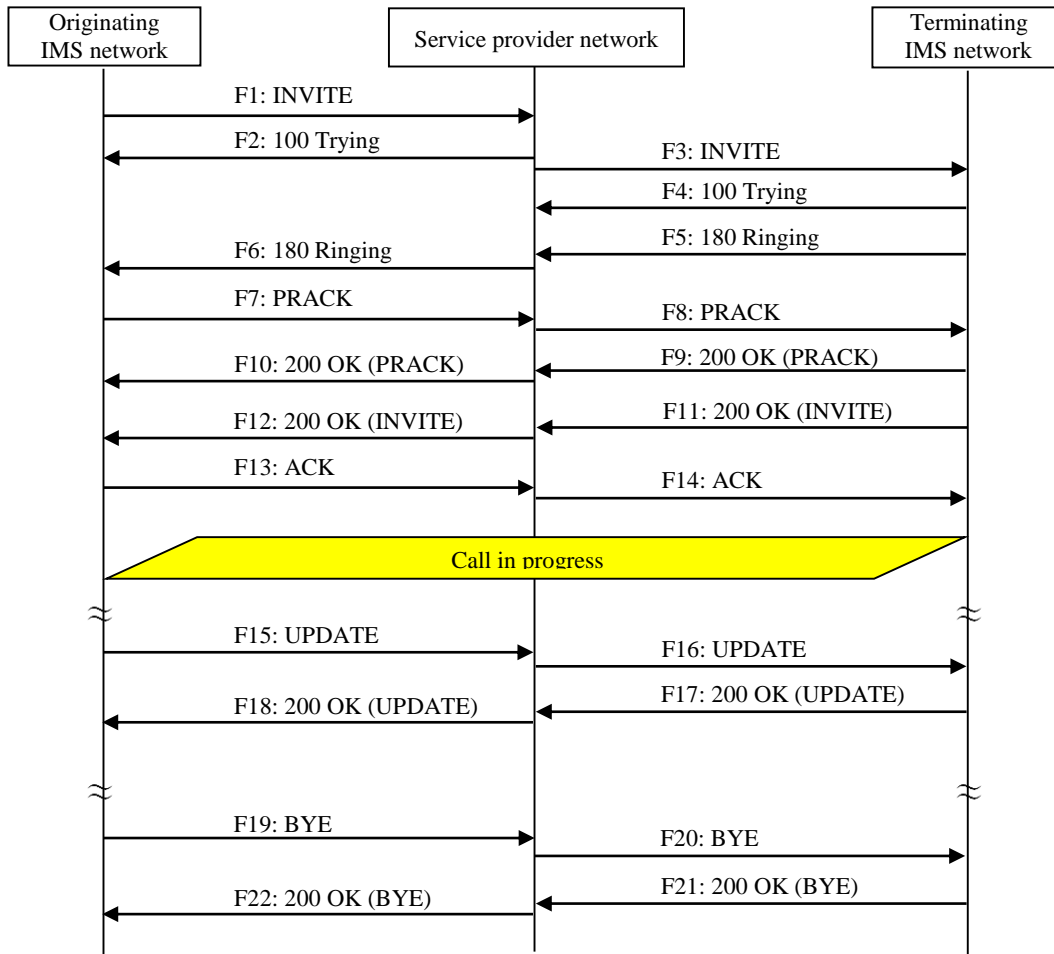 Originating
IMS network
Service provider network
Terminating
IMS network
F1: INVITE
F2: 100 Trying
F3: INVITE
F4: 100 Trying
F5: 180 Ringing
F6: 180 Ringing
F7: PRACK
F8: PRACK
F9: 200 OK (PRACK)
F10: 200 OK (PRACK)
F11: 200 OK (INVITE)
F12: 200 OK (INVITE)
F13: ACK
F14: ACK
Call in progress
F15: UPDATE
F16: UPDATE
F17: 200 OK (UPDATE)
F18: 200 OK (UPDATE)
F19: BYE
F20: BYE
F21: 200 OK (BYE)
F22: 200 OK (BYE)